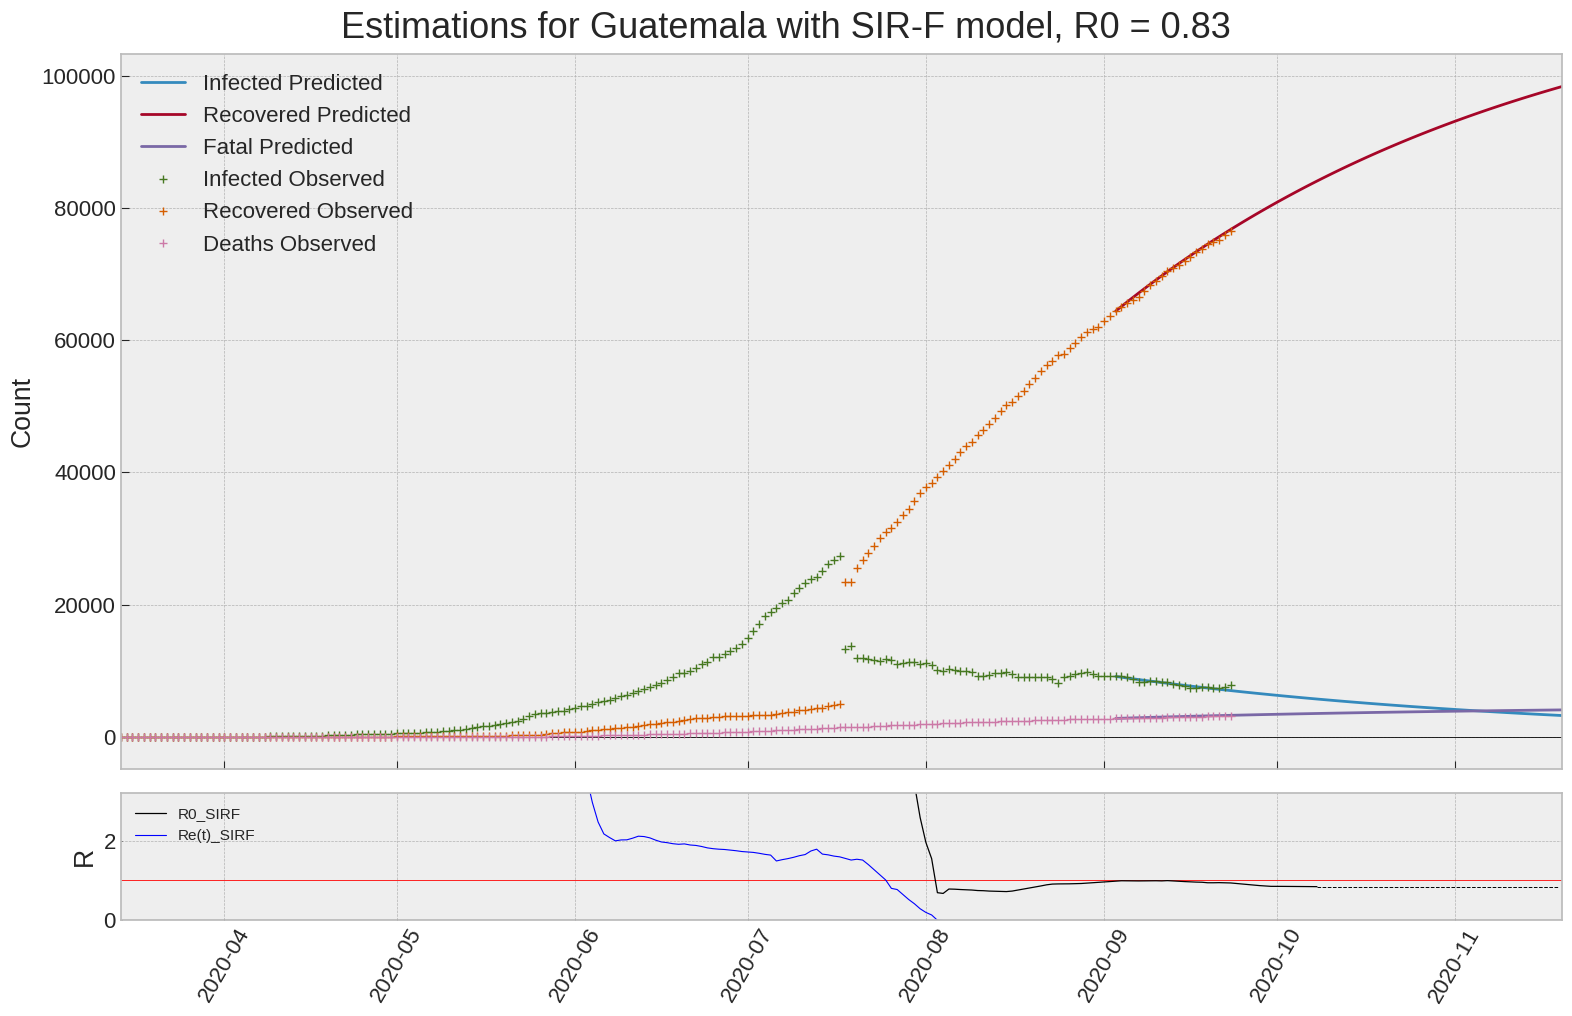 Estimations for Guatemala with SIR-F model, R0 = 0.83
100000
80000
60000
40000
20000
0
Count
Infected Predicted
Recovered Predicted
Fatal Predicted
Infected Observed
Recovered Observed
Deaths Observed
R0_SIRF
Re(t)_SIRF
2
0
R
2020-04
2020-05
2020-06
2020-07
2020-08
2020-09
2020-10
2020-11